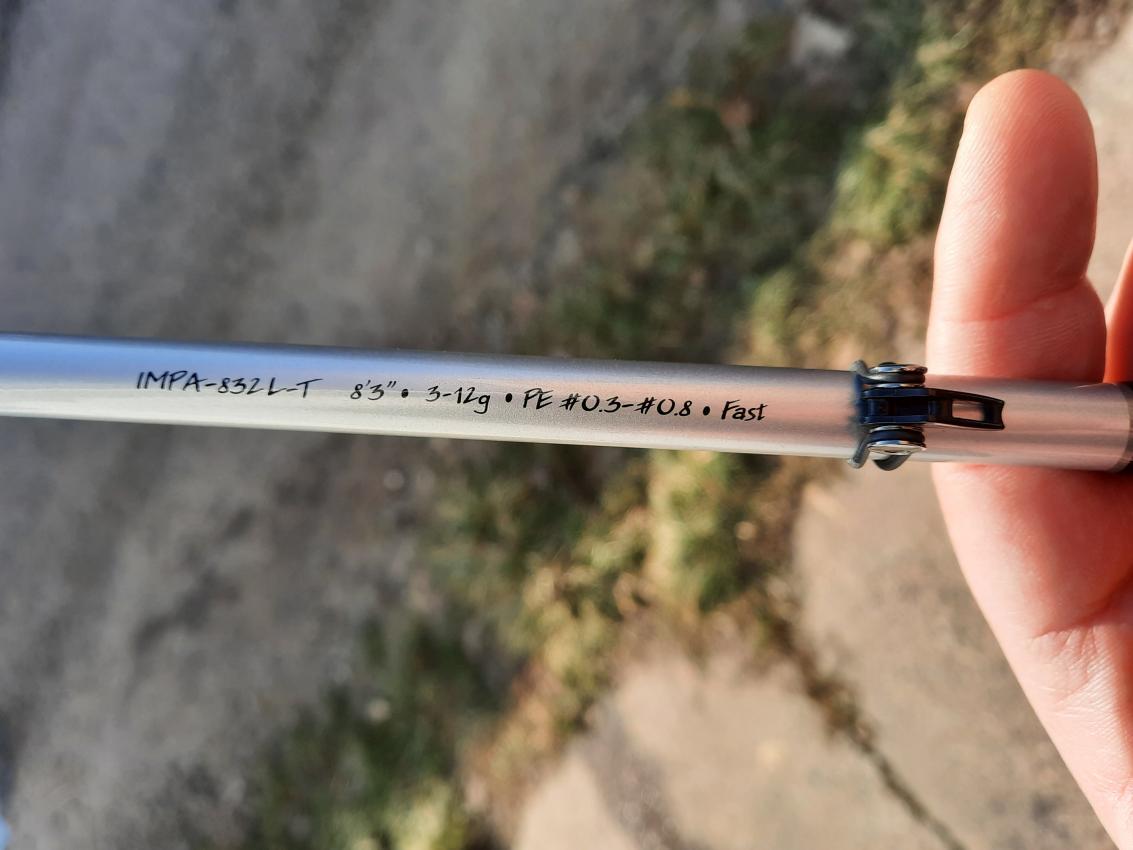 IMPA-832L-T 8'3" • 3-12g • PE #0.3-#0.8 • Fast